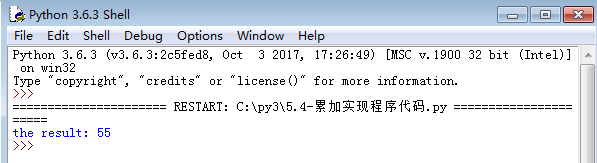 Python 3.6.3 Shell
File Edit Shell Debug Options Window Help
Python 3.6.3 (v3.6.3:2c5fed8, Oct  3 2017, 17:26:49) [MSC v.1900 32 bit (Intel)]
 on win32
Type "copyright", "credits" or "license()" for more information.
>>>
===================== RESTART: C:\py3\5.4-累加实现程序代码.py ====================
=====
the result: 55
>>>